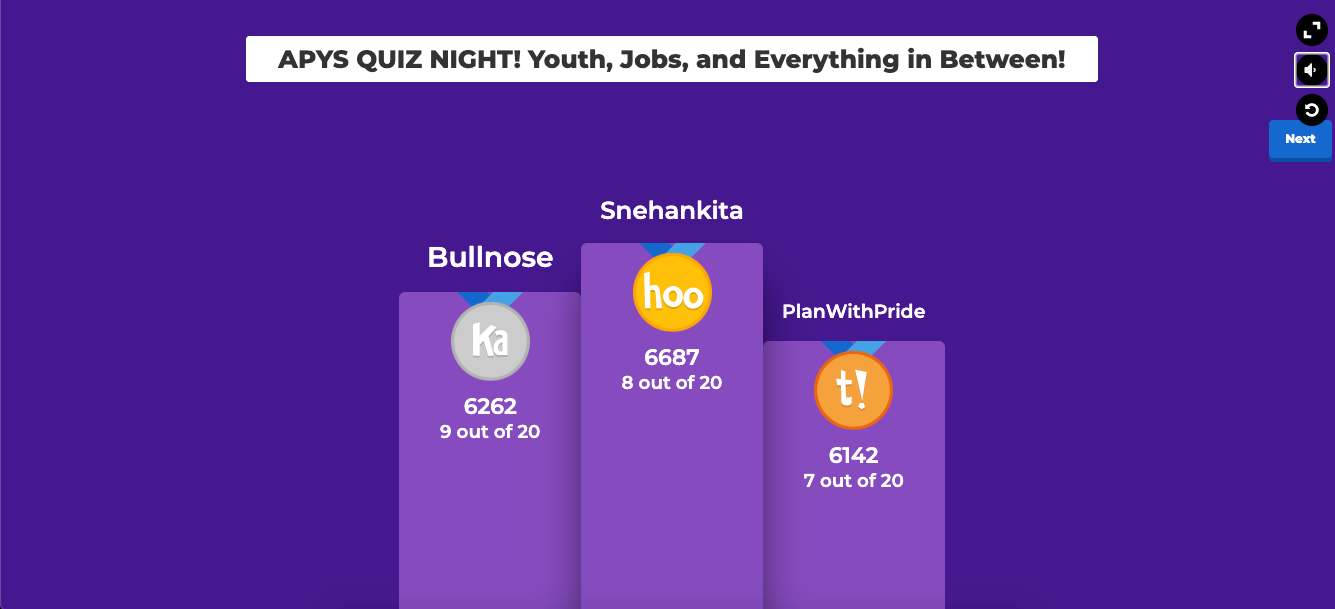 APYS QUIZ NIGHT! Youth, Jobs, and Everything in Between!
Next
Snehankita
hoo
6687
8 out of 20
Bullnose
Ka
6262
9 out of 20
PlanWithPride
t!
6142
7 out of 20